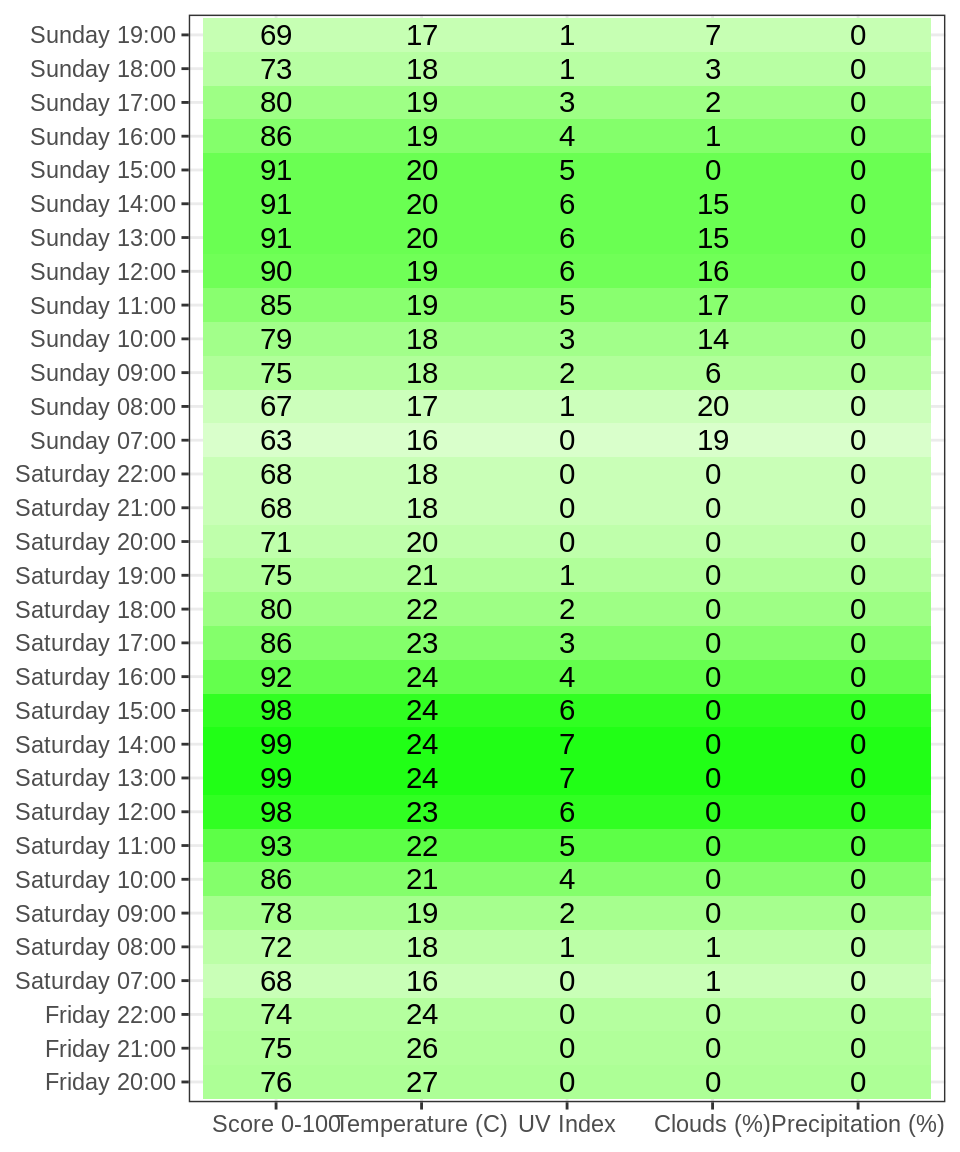 Sunday 19:00 69 17 1 7 0
Sunday 18:00 73 18 1 3 0
Sunday 17:00 80 19 3 2 0
Sunday 16:00 86 19 4 1 0
Sunday 15:00 91 20 5 0 0
Sunday 14:00 91 20 6 15 0
Sunday 13:00 91 20 6 15 0
Sunday 12:00 90 19 6 16 0
Sunday 11:00 85 19 5 17 0
Sunday 10:00 79 18 3 14 0
Sunday 09:00 75 18 2 6 0
Sunday 08:00 67 17 1 20 0
Sunday 07:00 63 16 0 19 0
Saturday 22:00 68 18 0 0 0
Saturday 21:00 68 18 0 0 0
Saturday 20:00 71 20 0 0 0
Saturday 19:00 75 21 1 0 0
Saturday 18:00 80 22 2 0 0
Saturday 17:00 86 23 3 0 0
Saturday 16:00 92 24 4 0 0
Saturday 15:00 98 24 6 0 0
Saturday 14:00 99 24 7 0 0
Saturday 13:00 99 24 7 0 0
Saturday 12:00 98 23 6 0 0
Saturday 11:00 93 22 5 0 0
Saturday 10:00 86 21 4 0 0
Saturday 09:00 78 19 2 0 0
Saturday 08:00 72 18 1 1 0
Saturday 07:00 68 16 0 1 0
Friday 22:00 74 24 0 0 0
Friday 21:00 75 26 0 0 0
Friday 20:00 76 27 0 0 0
Score 0-100 Temperature (C) UV Index Clouds (%) Precipitation (%)